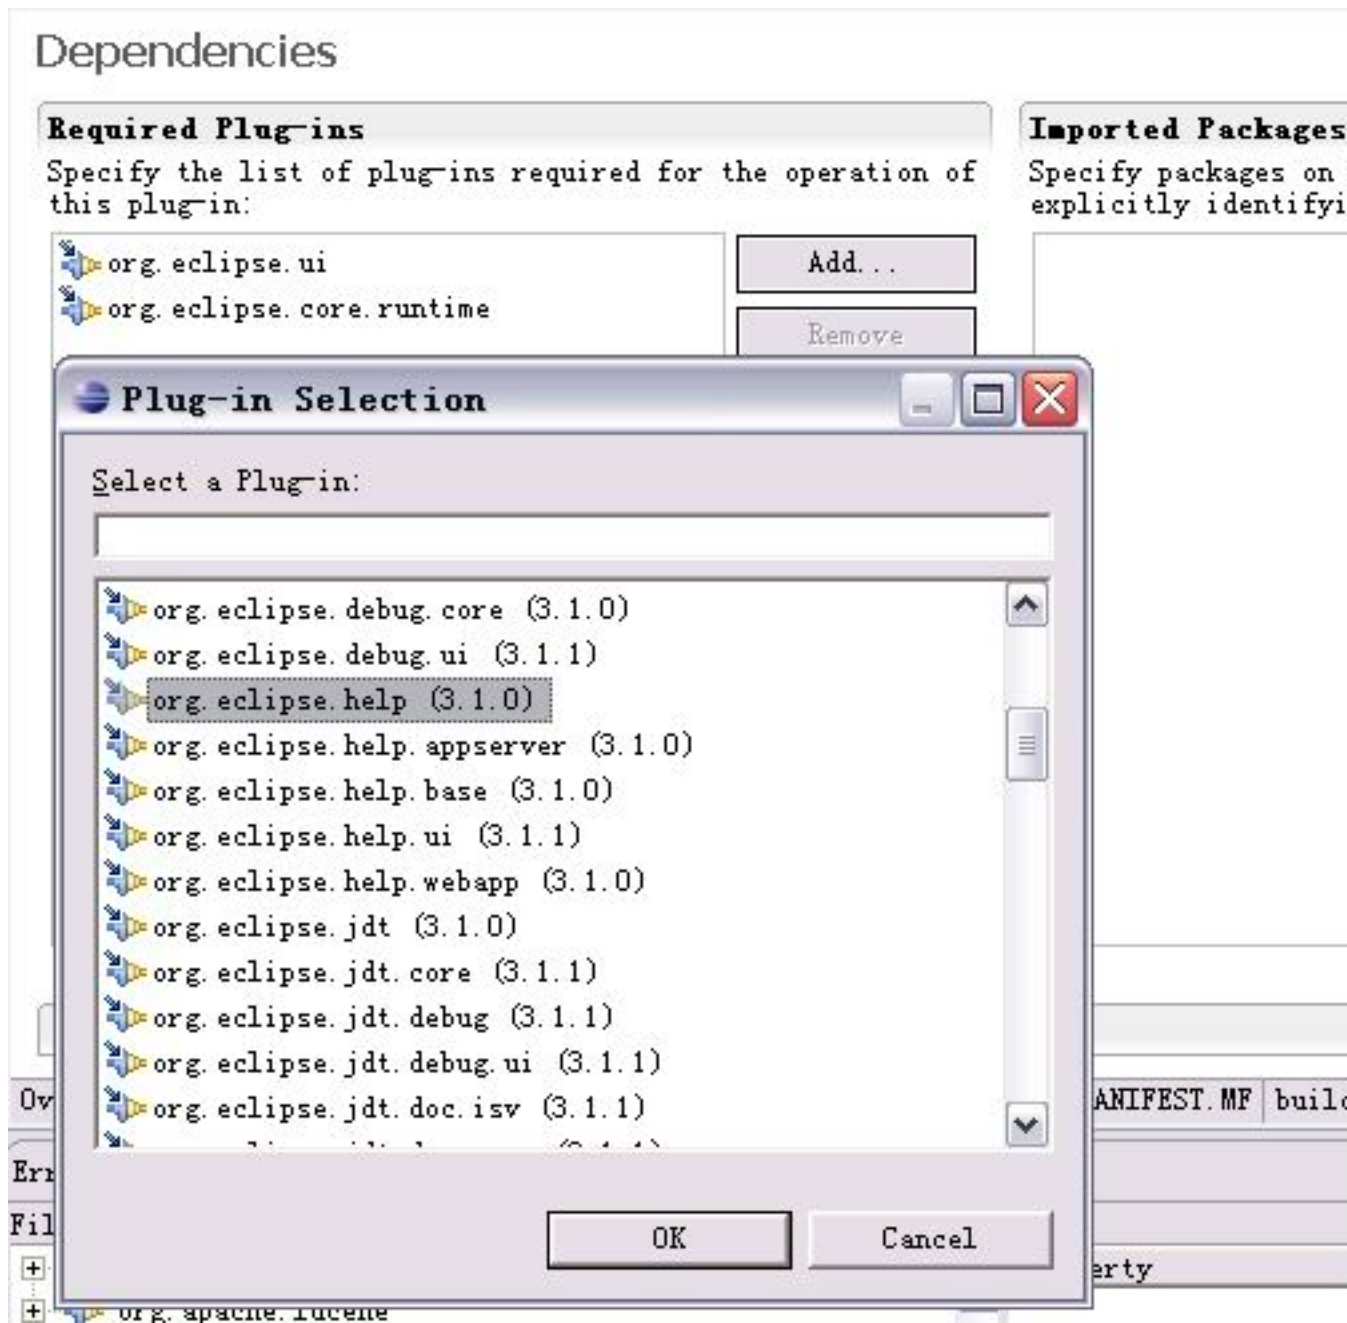 Dependencies
Required Plug-ins
Specify the list of plug-ins required for the operation of
this plug-in:
org.eclipse.ui
org.eclipse.core.runtime
Add...
Remove
Imported Packages
Specify packages on
explicitly identifyi
Plug-in Selection
Select a Plug-in:
org.eclipse.debug.core (3.1.0)
org.eclipse.debug.ui (3.1.1)
org.eclipse.help (3.1.0)
org.eclipse.help.appserver (3.1.0)
org.eclipse.help.base (3.1.0)
org.eclipse.help.ui (3.1.1)
org.eclipse.help.webapp (3.1.0)
org.eclipse.jdt (3.1.0)
org.eclipse.jdt.core (3.1.1)
org.eclipse.jdt.debug (3.1.1)
org.eclipse.jdt.debug.ui (3.1.1)
org.eclipse.jdt.doc.isv (3.1.1)
OK
Cancel
Ov
ANIFEST.MF
build
Err
Fil
erty
org.apache.lucene